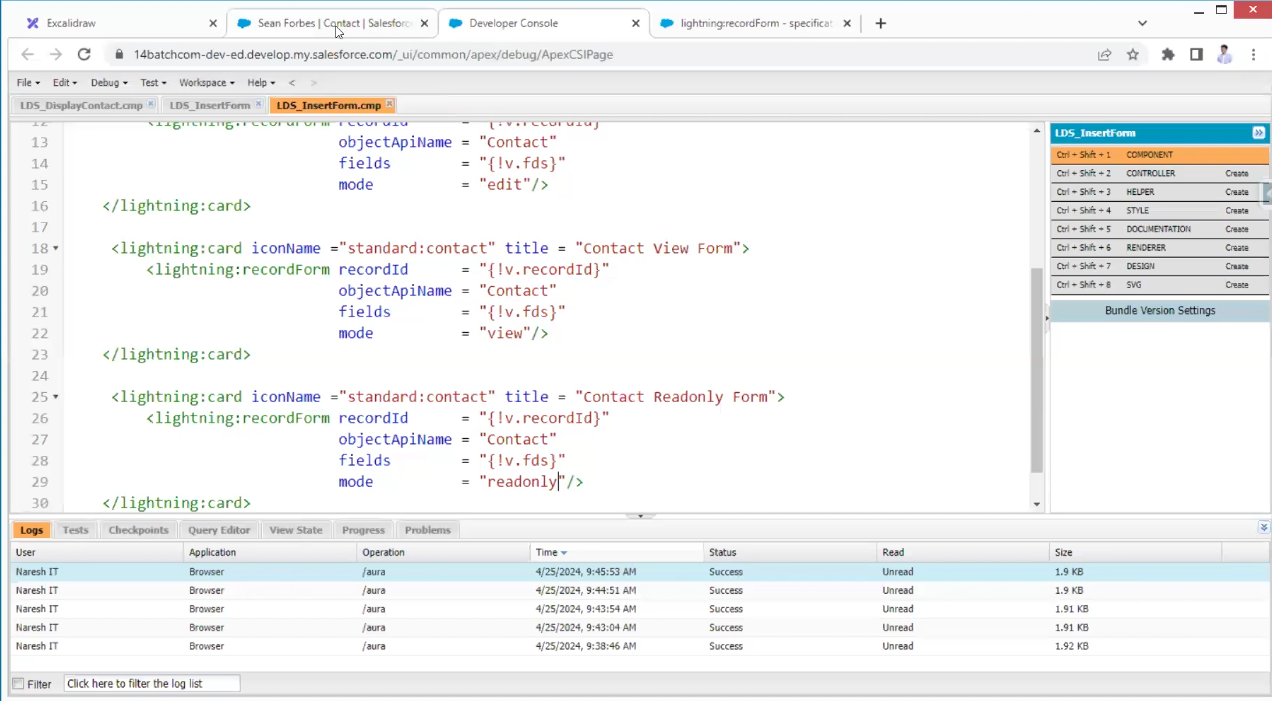 Excalidraw
Sean Forbes | Contact | Salesforc
Developer Console
lightning:recordForm - specificat
14batchcom-dev-ed.develop.my.salesforce.com/_ui/common/apex/debug/ApexCSIPage
File Edit Debug Test Workspace Help < >
LDS_DisplayContact.cmp LDS_InsertForm LDS_InsertForm.cmp
12 <lightning:recordForm recordId = "{!v.recordId}"
13 objectApiName = "Contact"
14 fields = "{!v.fds}"
15 mode = "edit"/>
16 </lightning:card>
17
18 <lightning:card iconName ="standard:contact" title = "Contact View Form">
19 <lightning:recordForm recordId = "{!v.recordId}"
20 objectApiName = "Contact"
21 fields = "{!v.fds}"
22 mode = "view"/>
23 </lightning:card>
24
25 <lightning:card iconName ="standard:contact" title = "Contact Readonly Form">
26 <lightning:recordForm recordId = "{!v.recordId}"
27 objectApiName = "Contact"
28 fields = "{!v.fds}"
29 mode = "readonly"/>
30 </lightning:card>
LDS_InsertForm
Ctrl + Shift + 1 COMPONENT
Ctrl + Shift + 2 CONTROLLER Create
Ctrl + Shift + 3 HELPER Create
Ctrl + Shift + 4 STYLE Create
Ctrl + Shift + 5 DOCUMENTATION Create
Ctrl + Shift + 6 RENDERER Create
Ctrl + Shift + 7 DESIGN Create
Ctrl + Shift + 8 SVG Create
Bundle Version Settings
Logs Tests Checkpoints Query Editor View State Progress Problems
User Application Operation Time Status Read Size
Naresh IT Browser /aura 4/25/2024, 9:45:53 AM Success Unread 1.9 KB
Naresh IT Browser /aura 4/25/2024, 9:44:51 AM Success Unread 1.9 KB
Naresh IT Browser /aura 4/25/2024, 9:43:54 AM Success Unread 1.91 KB
Naresh IT Browser /aura 4/25/2024, 9:43:04 AM Success Unread 1.91 KB
Naresh IT Browser /aura 4/25/2024, 9:38:46 AM Success Unread 1.92 KB
Filter Click here to filter the log list